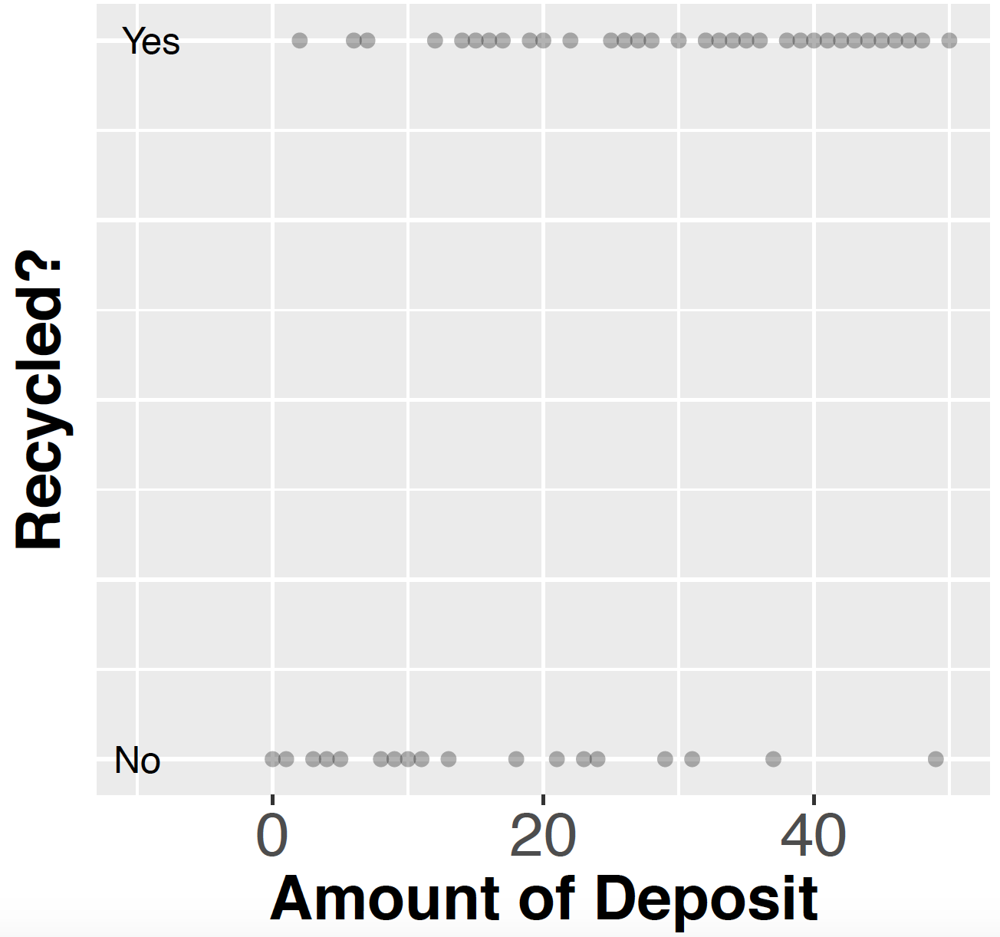 Yes
Recycled?
No
0 20 40
Amount of Deposit